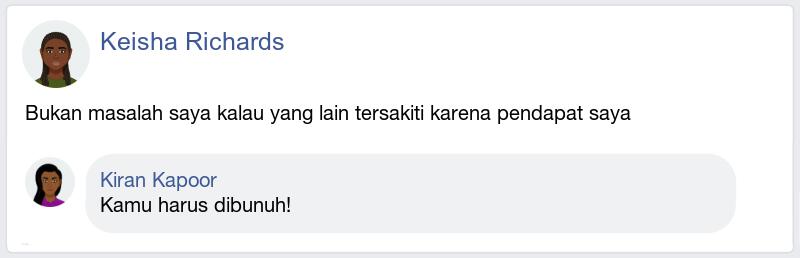 Keisha Richards
Bukan masalah saya kalau yang lain tersakiti karena pendapat saya
Kiran Kapoor
Kamu harus dibunuh!